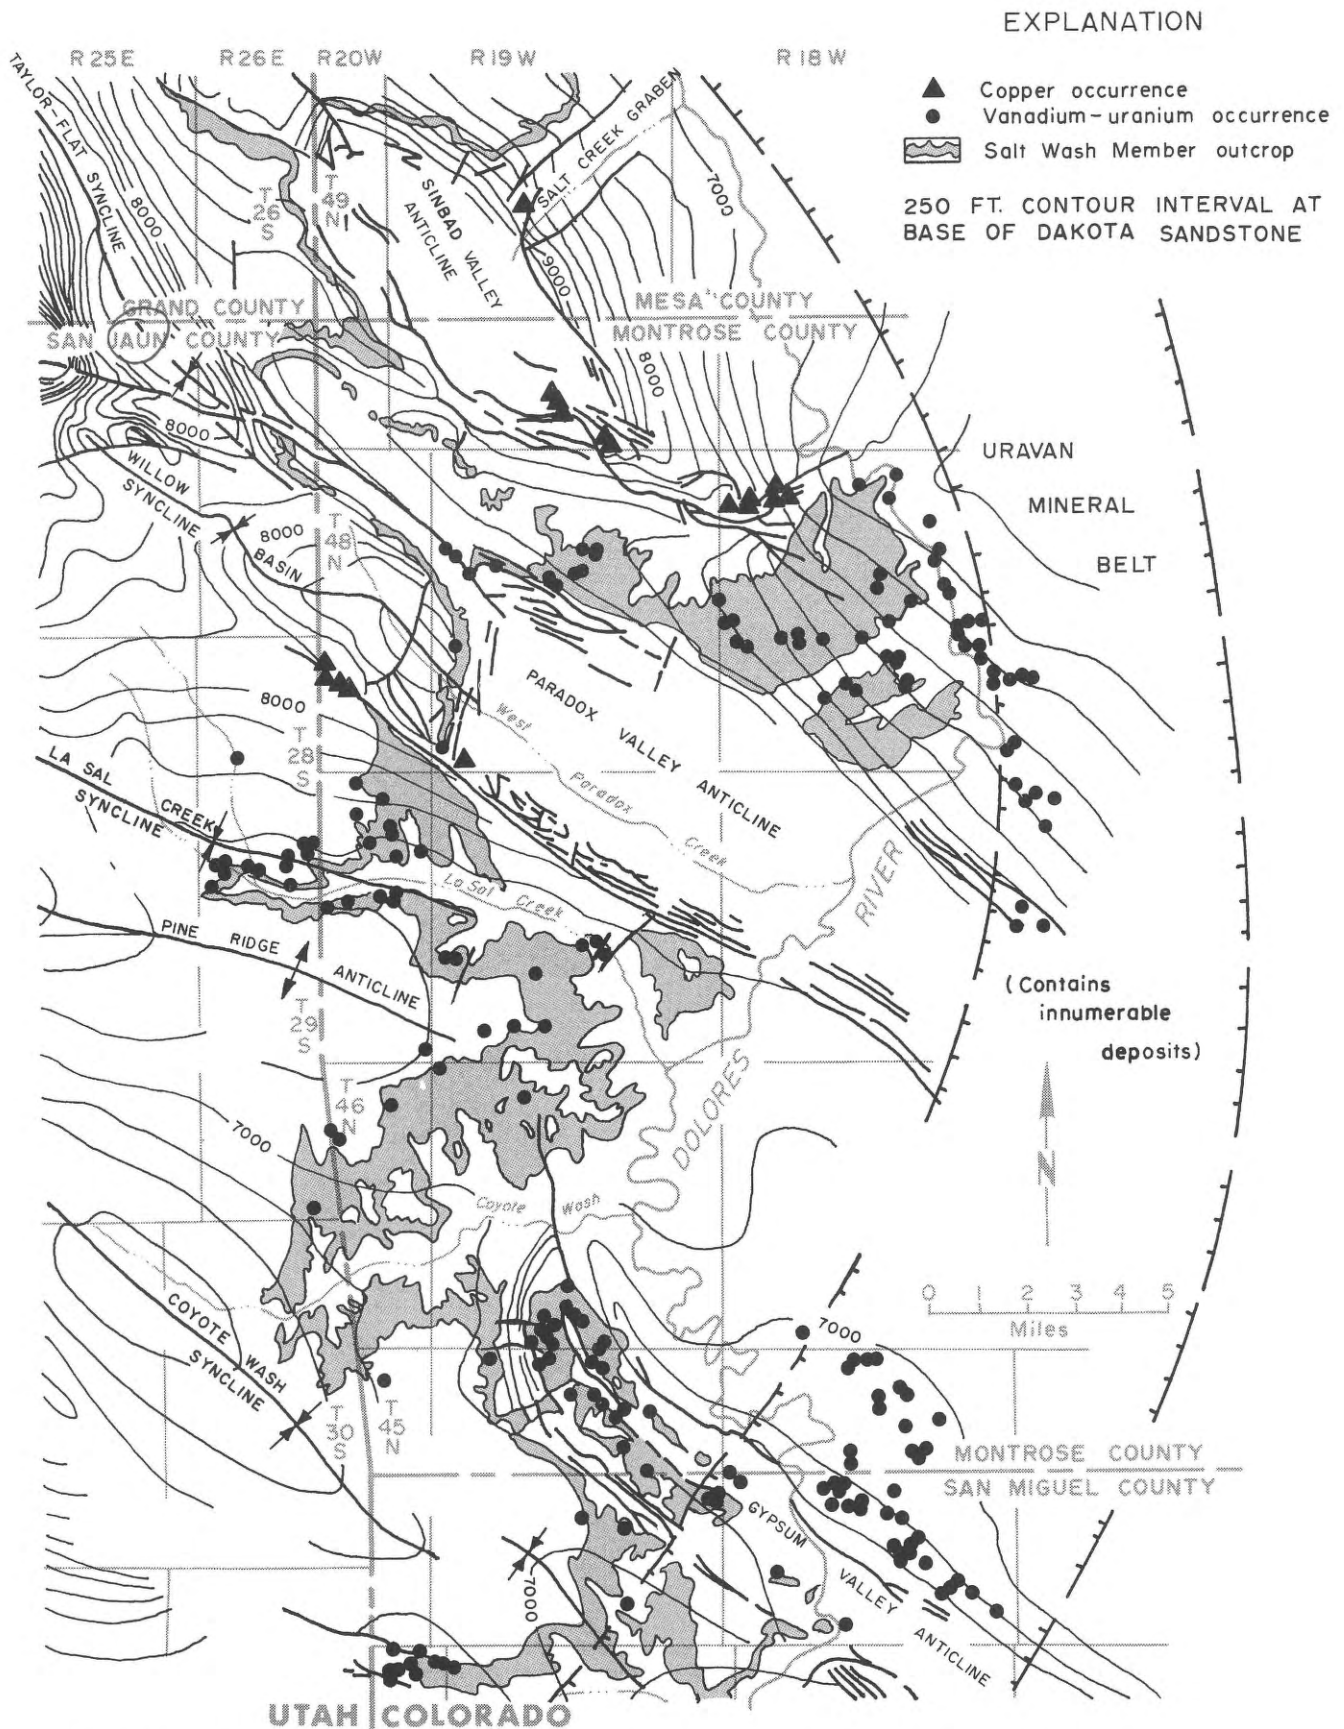 EXPLANATION
R 25 E
R 26 E
R 20 W
R 19 W
R 18 W
Copper occurrence
Vanadium-uranium occurrence
Salt Wash Member outcrop
250 FT. CONTOUR INTERVAL AT
BASE OF DAKOTA SANDSTONE
TAYLOR-FLAT SYNCLINE
8000
T
26
S
T
49
N
SINBAD VALLEY
ANTICLINE
SALT CREEK GRABEN
7000
9000
GRAND COUNTY
MESA COUNTY
SAN JAUN COUNTY
MONTROSE COUNTY
8000
8000
WILLOW
SYNCLINE
BASIN
8000
T
48
N
URAVAN
MINERAL
BELT
PARADOX VALLEY ANTICLINE
West Paradox Creek
8000
T
28
S
LA SAL CREEK
SYNCLINE
La Sal Creek
RIVER
PINE RIDGE ANTICLINE
T
29
S
(Contains
innumerable
deposits)
DOLORES
T
46
N
7000
N
Coyote Wash
COYOTE WASH
SYNCLINE
0 1 2 3 4 5
Miles
7000
T
30
S
T
45
N
MONTROSE COUNTY
SAN MIGUEL COUNTY
GYPSUM VALLEY ANTICLINE
7000
UTAH
COLORADO